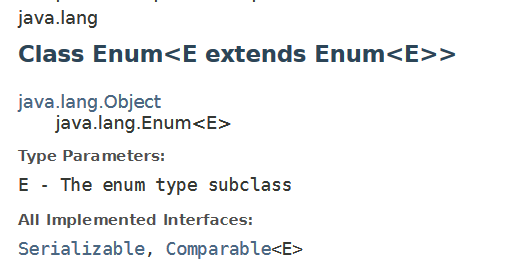 java.lang
Class Enum<E extends Enum<E>>
java.lang.Object
java.lang.Enum<E>
Type Parameters:
E - The enum type subclass
All Implemented Interfaces:
Serializable, Comparable<E>